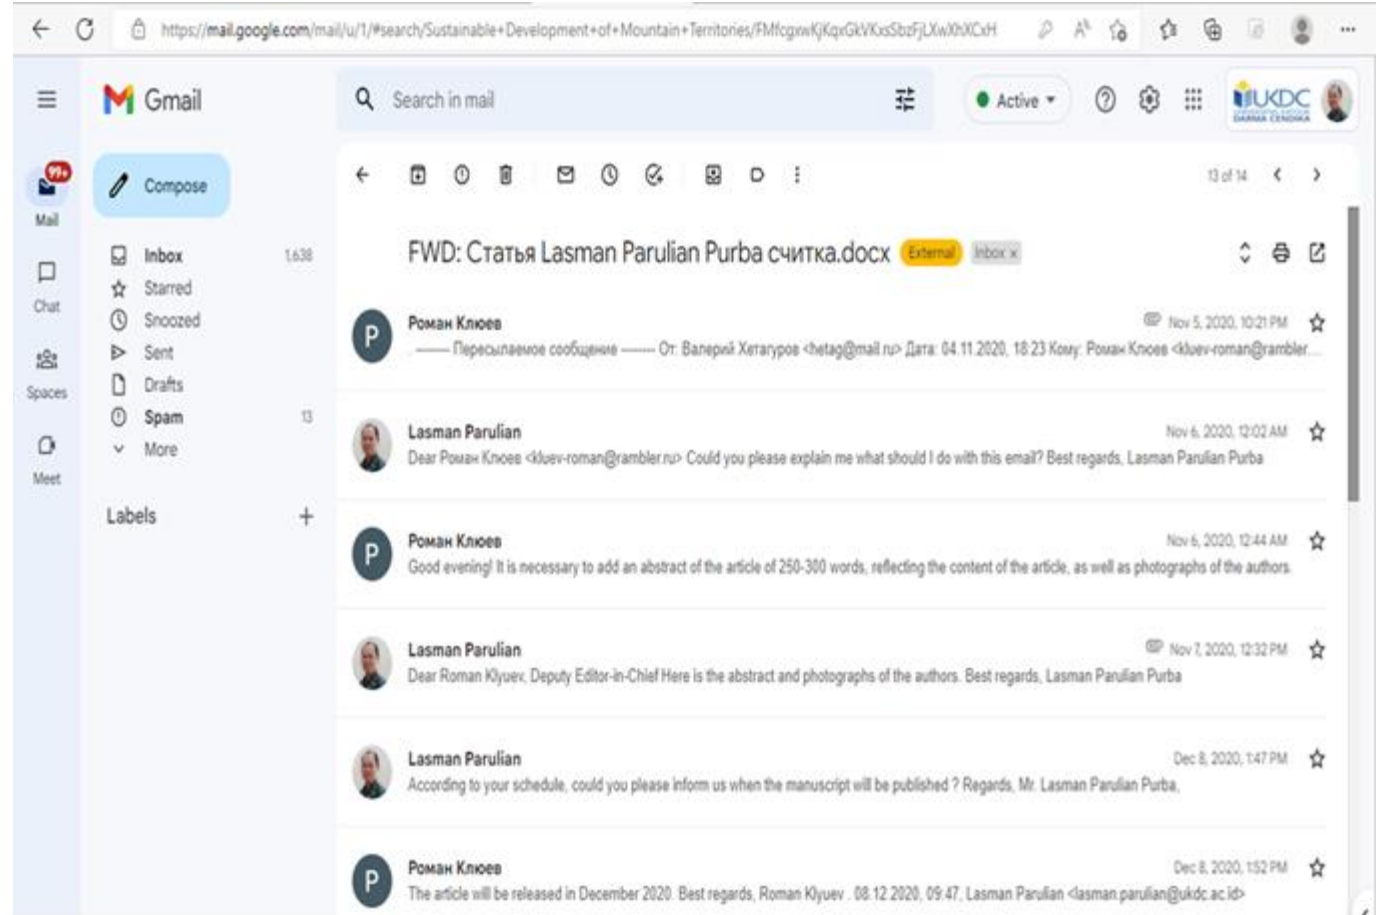 https://mail.google.com/mail/u/1/#search/Sustainable+Development+of+Mountain+Territories/
Gmail
Search in mail
Active
UKDC
DARMA CENDIKA
99+
Mail
Compose
13 of 14
Inbox 1,638
Starred
Snoozed
Sent
Drafts
Spam 13
More
Chat
Spaces
Meet
Labels
FWD: Статья Lasman Parulian Purba считка.docx External Inbox x
Роман Клюев Nov 5, 2020, 10:21 PM
. -------- Пересылаемое сообщение -------- От: Валерий Хетагуров <hetag@mail.ru> Дата: 04.11.2020, 18:23 Кому: Роман Клюев <kluev-roman@rambler....
Lasman Parulian Nov 6, 2020, 12:02 AM
Dear Роман Клюев <kluev-roman@rambler.ru> Could you please explain me what should I do with this email? Best regards, Lasman Parulian Purba
Роман Клюев Nov 6, 2020, 12:44 AM
Good evening! It is necessary to add an abstract of the article of 250-300 words, reflecting the content of the article, as well as photographs of the authors.
Lasman Parulian Nov 7, 2020, 12:32 PM
Dear Roman Klyuev, Deputy Editor-in-Chief Here is the abstract and photographs of the authors. Best regards, Lasman Parulian Purba
Lasman Parulian Dec 8, 2020, 1:47 PM
According to your schedule, could you please inform us when the manuscript will be published ? Regards, Mr. Lasman Parulian Purba,
Роман Клюев Dec 8, 2020, 1:52 PM
The article will be released in December 2020. Best regards, Roman Klyuev . 08.12.2020, 09:47, Lasman Parulian <lasman.parulian@ukdc.ac.id>
P
P
P